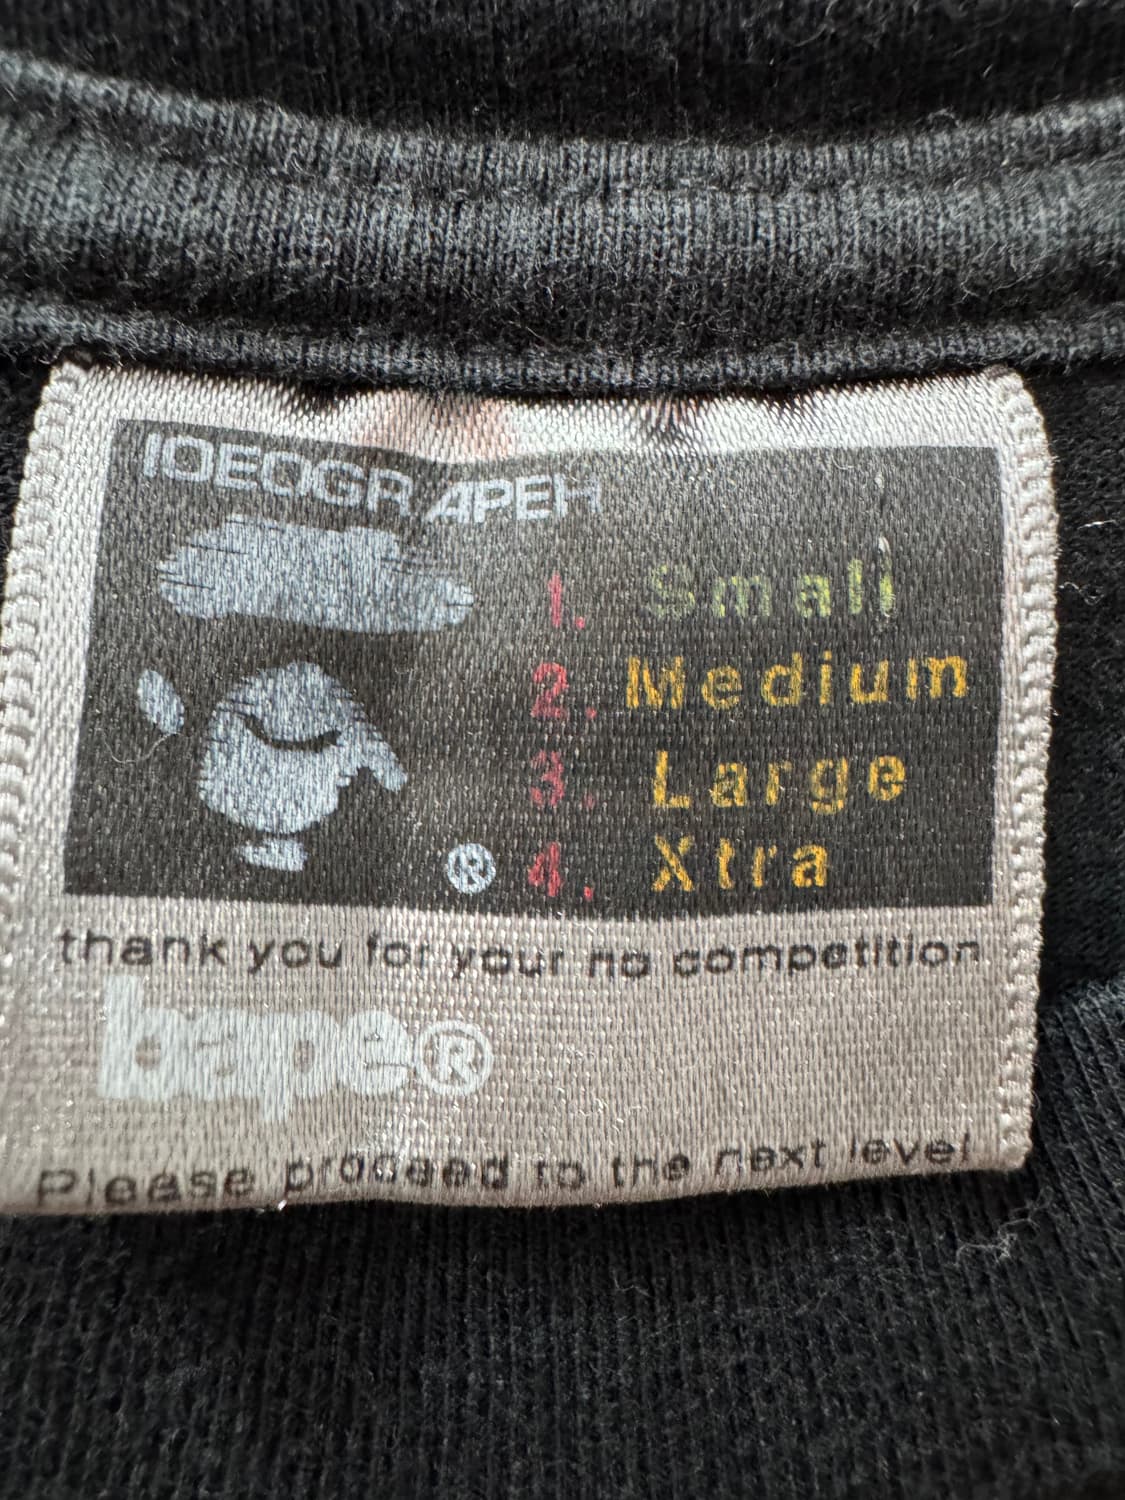 IDEOGRAPEH
1. Small
2. Medium
3. Large
4. Xtra
®
thank you for your no competition
bape®
Please proceed to the next level